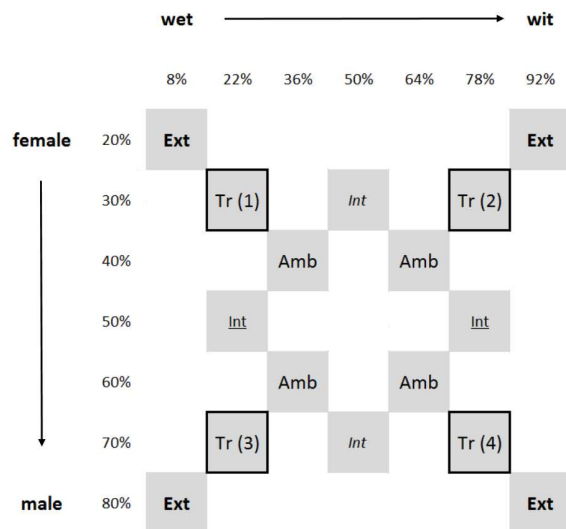 wet wit
8% 22% 36% 50% 64% 78% 92%
female 20% Ext Ext
30% Tr (1) Int Tr (2)
40% Amb Amb
50% Int Int
60% Amb Amb
70% Tr (3) Int Tr (4)
male 80% Ext Ext